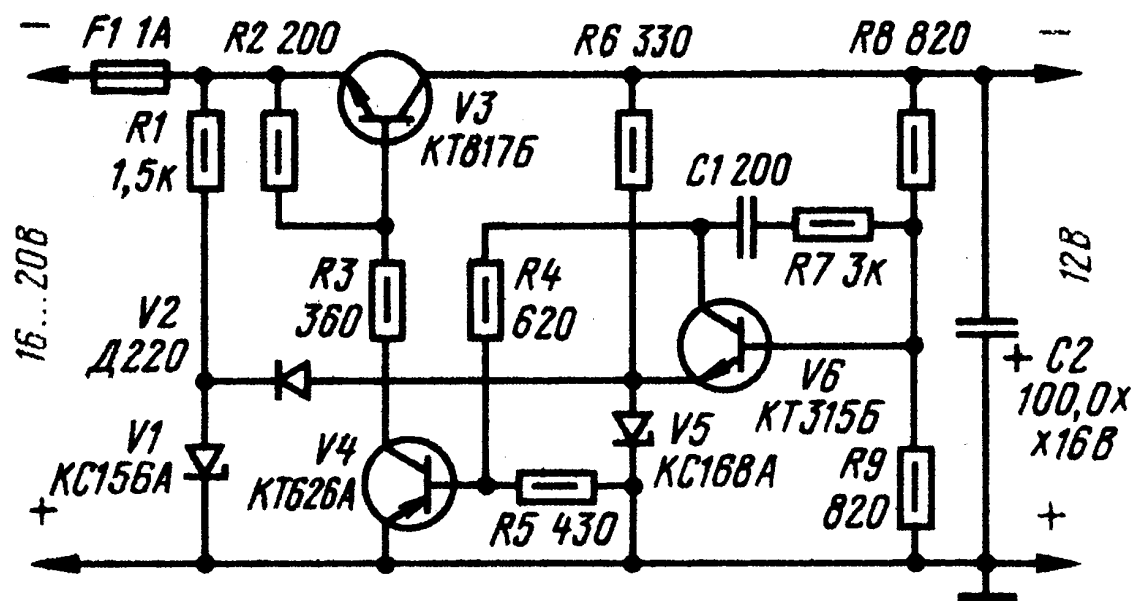 −
F1 1А
R2 200
R6 330
R8 820
−
R1
1,5к
V3
КТ817Б
C1 200
R7 3к
16...20В
12В
R3
360
R4
620
V2
Д220
V6
КТ315Б
+ C2
100,0х
х16В
V1
КС156А
V4
КТ626А
V5
КС168А
R5 430
R9
820
+
+